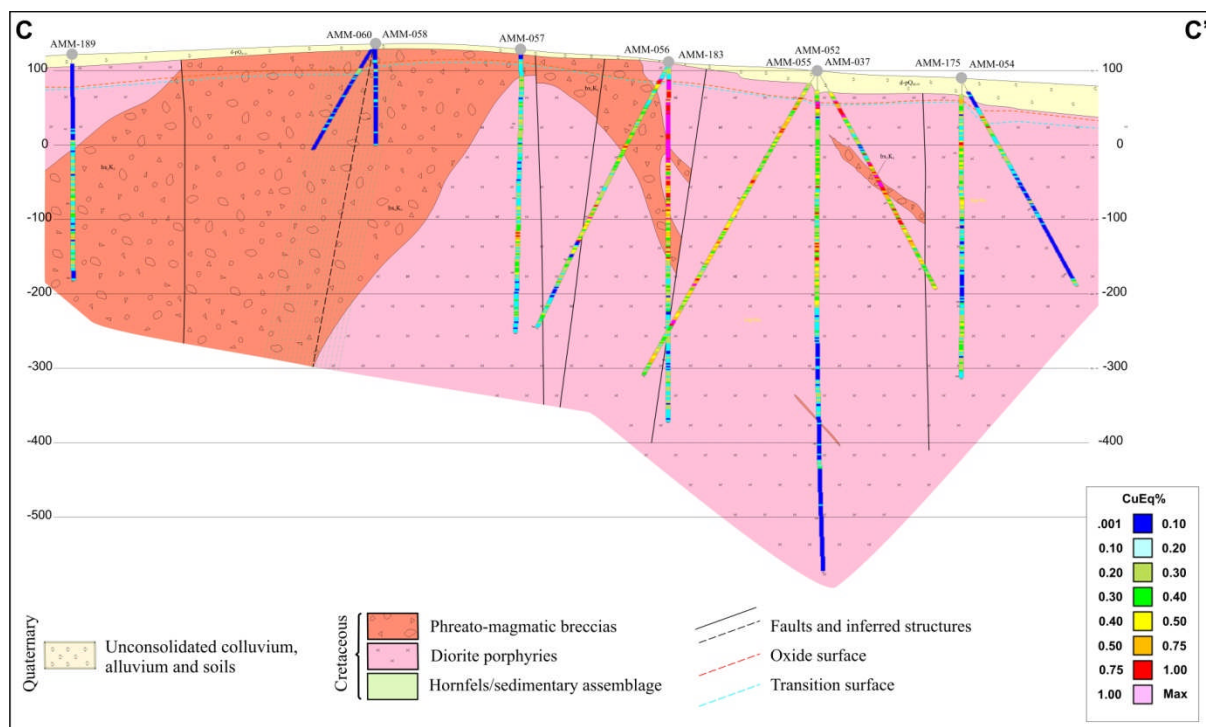 C
C'
AMM-189
AMM-060
AMM-058
AMM-057
AMM-056
AMM-183
AMM-052
AMM-055
AMM-037
AMM-175
AMM-054
100
100
0
0
-100
-100
-200
-200
-300
-300
-400
-400
-500
CuEq%
.001 0.10
0.10 0.20
0.20 0.30
0.30 0.40
0.40 0.50
0.50 0.75
0.75 1.00
1.00 Max
Quaternary
Unconsolidated colluvium,
alluvium and soils
Cretaceous
Phreato-magmatic breccias
Diorite porphyries
Hornfels/sedimentary assemblage
Faults and inferred structures
Oxide surface
Transition surface